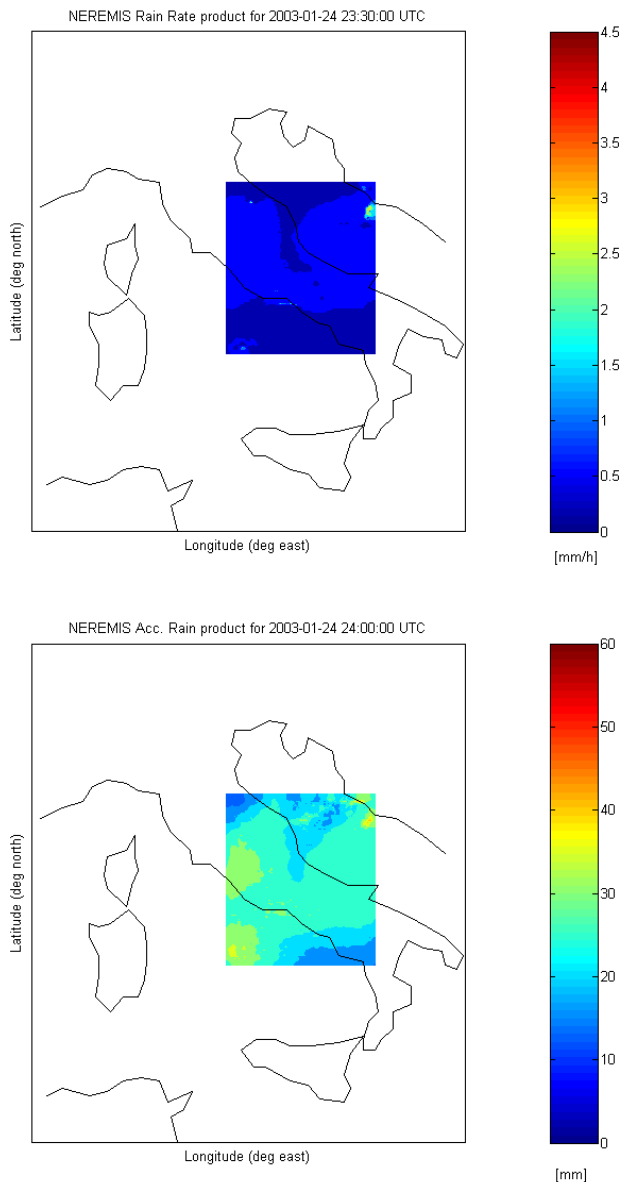 NEREMIS Rain Rate product for 2003-01-24 23:30:00 UTC
4.5
4
3.5
3
2.5
2
1.5
1
0.5
0
Latitude (deg north)
Longitude (deg east)
[mm/h]
NEREMIS Acc. Rain product for 2003-01-24 24:00:00 UTC
60
50
40
30
20
10
0
Latitude (deg north)
Longitude (deg east)
[mm]